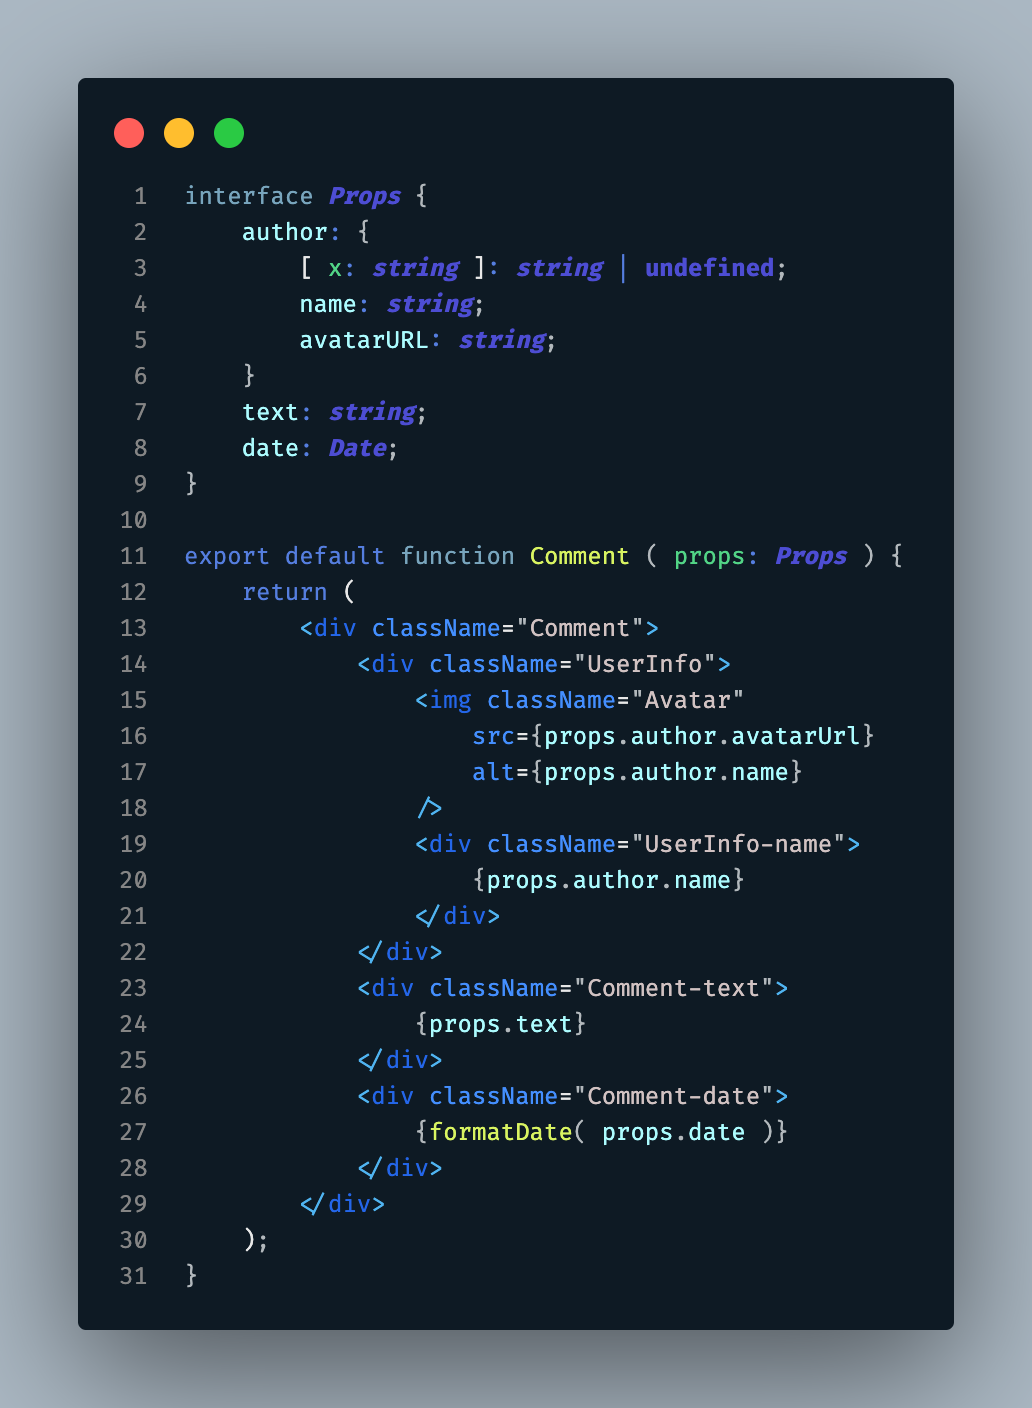 1 interface Props {
2     author: {
3         [ x: string ]: string | undefined;
4         name: string;
5         avatarURL: string;
6     }
7     text: string;
8     date: Date;
9 }
10
11 export default function Comment ( props: Props ) {
12     return (
13         <div className="Comment">
14             <div className="UserInfo">
15                 <img className="Avatar"
16                     src={props.author.avatarUrl}
17                     alt={props.author.name}
18                 />
19                 <div className="UserInfo-name">
20                     {props.author.name}
21                 </div>
22             </div>
23             <div className="Comment-text">
24                 {props.text}
25             </div>
26             <div className="Comment-date">
27                 {formatDate( props.date )}
28             </div>
29         </div>
30     );
31 }